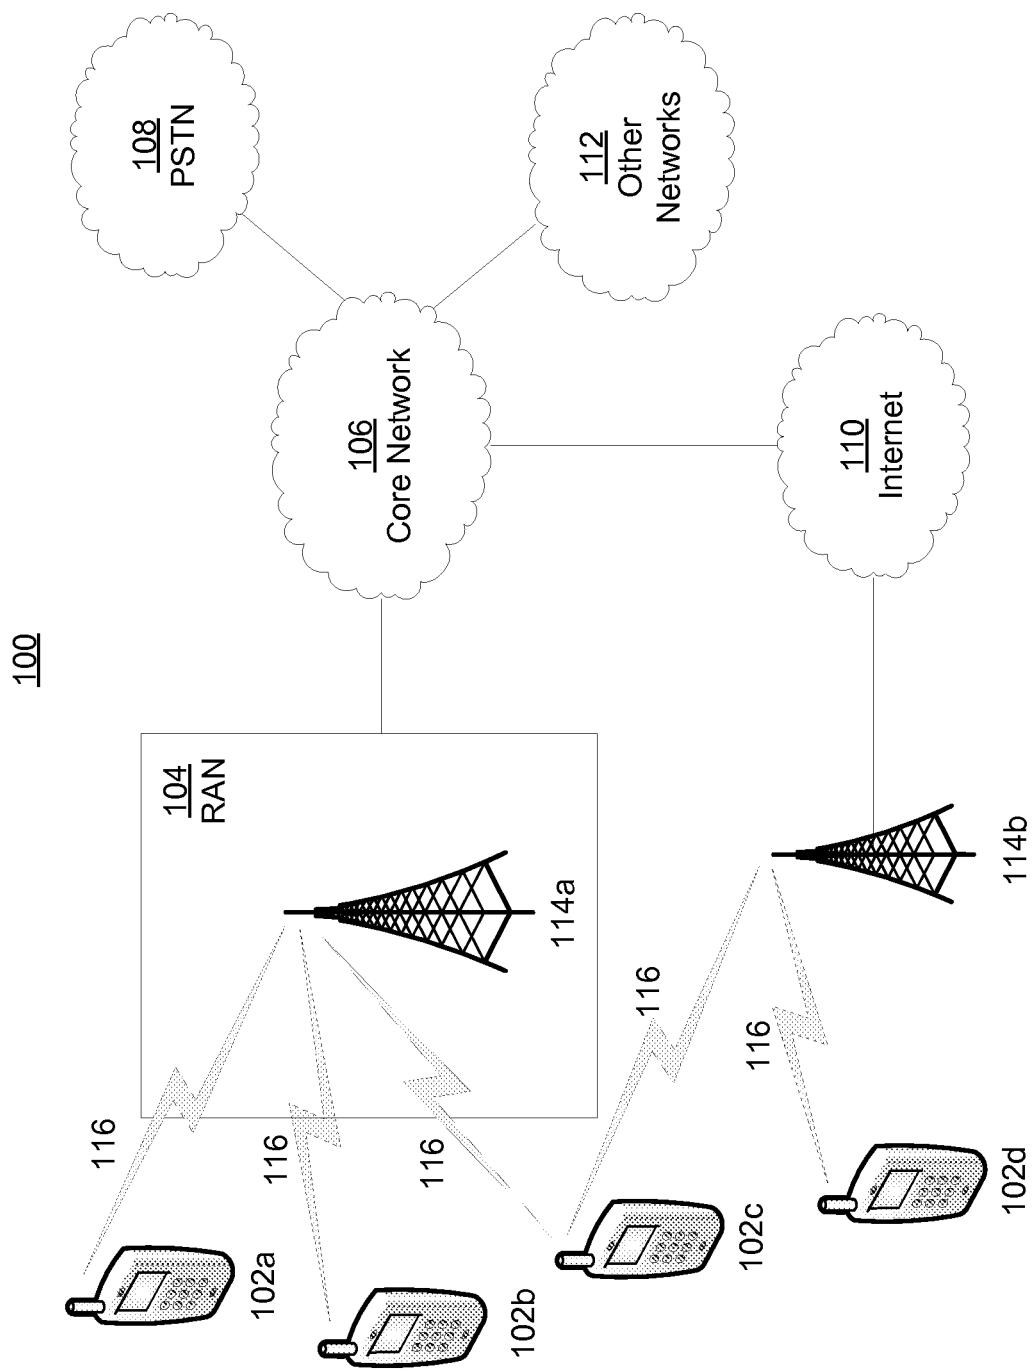 100
108
PSTN
112
Other
Networks
106
Core Network
110
Internet
104
RAN
114a
114b
116
116
116
116
116
102a
102b
102c
102d